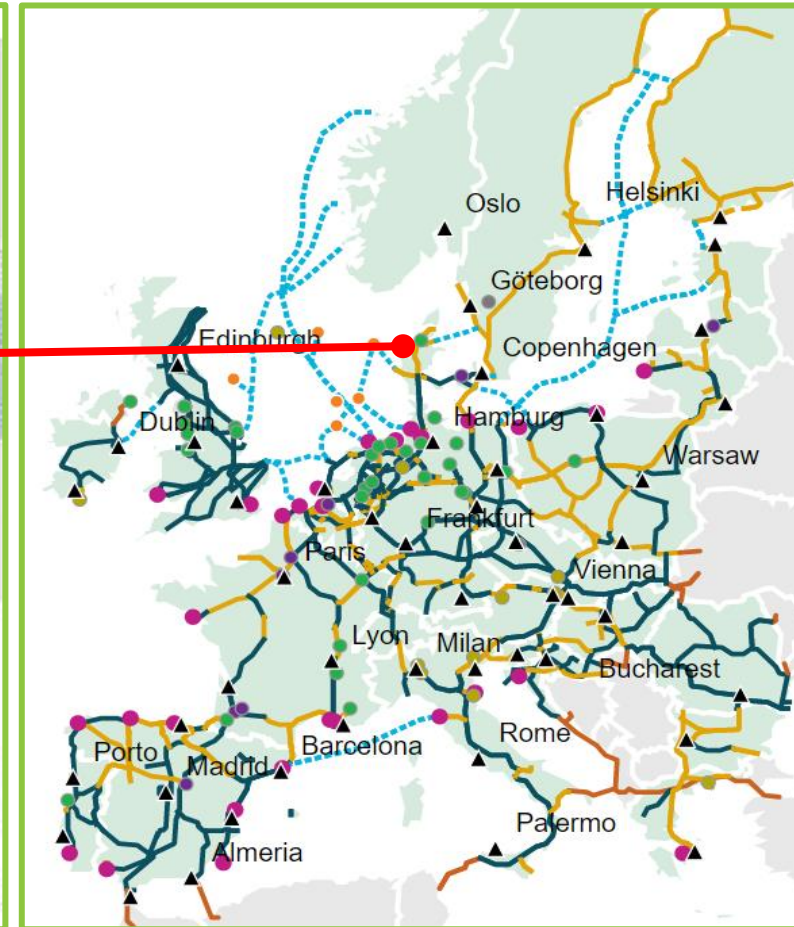 Oslo
Helsinki
Göteborg
Edinburgh
Copenhagen
Dublin
Hamburg
Warsaw
Frankfurt
Paris
Vienna
Lyon
Milan
Bucharest
Rome
Barcelona
Porto
Madrid
Palermo
Almeria